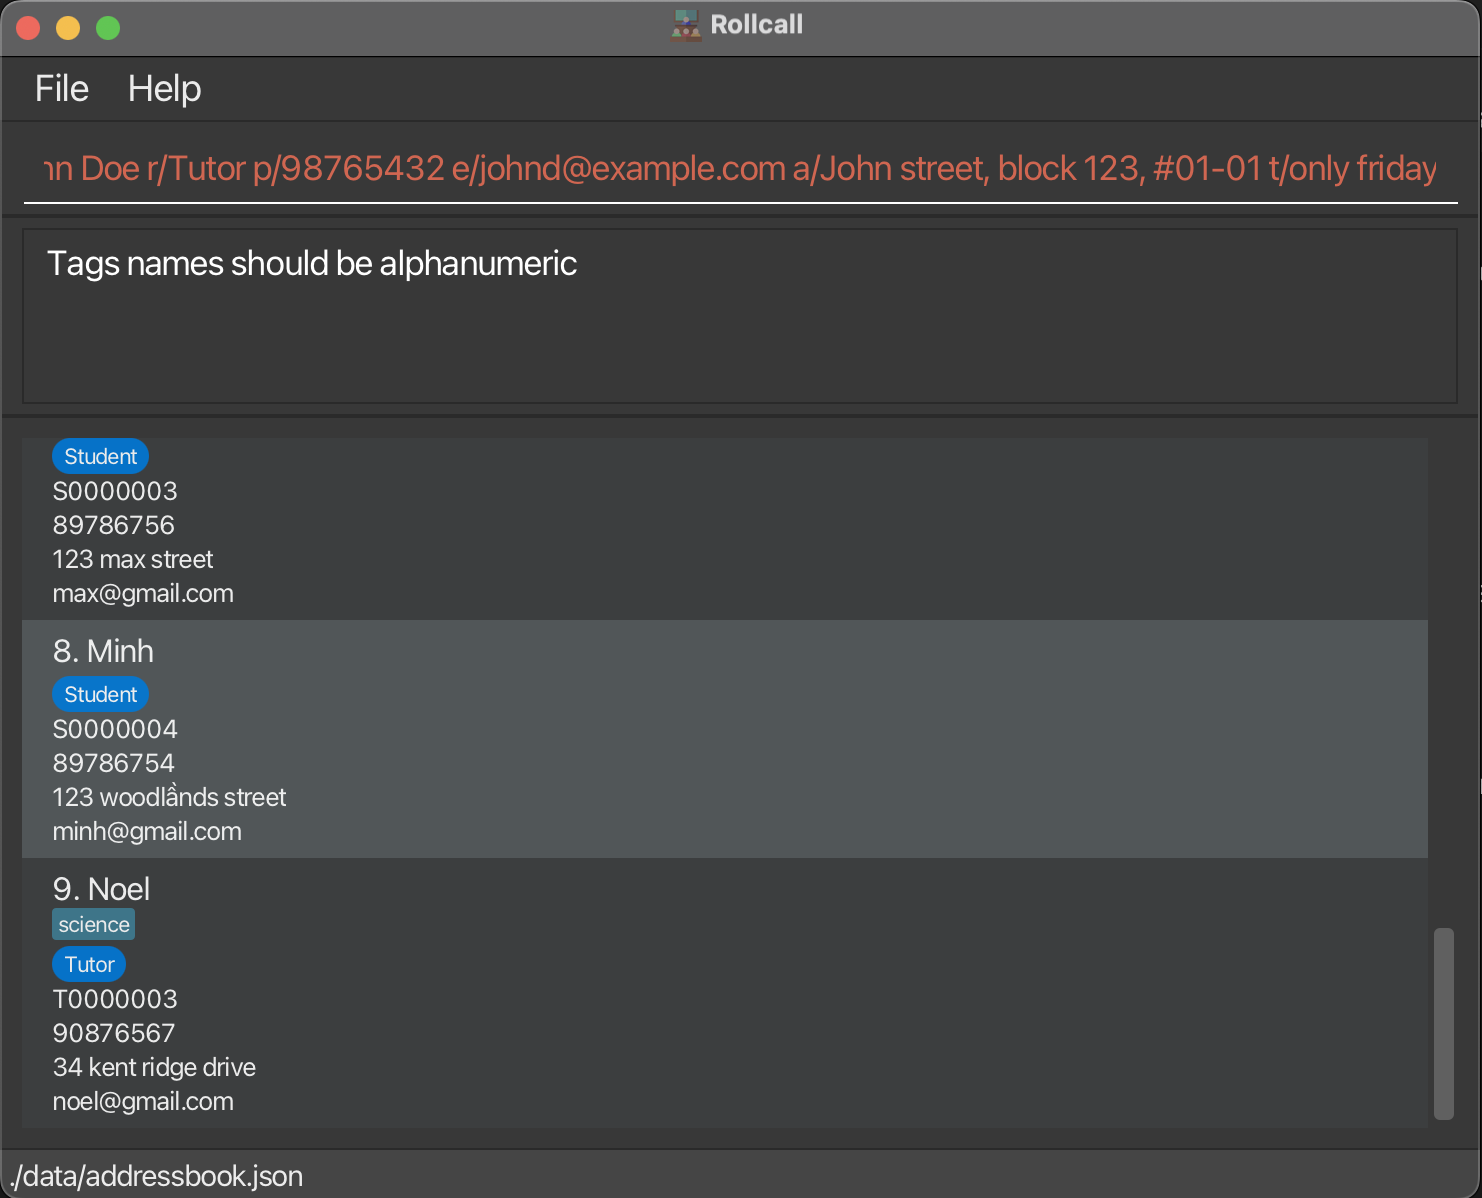 Rollcall
File Help
Doe r/Tutor p/98765432 e/johnd@example.com a/John street, block 123, #01-01 t/only friday
Tags names should be alphanumeric
Student
S0000003
89786756
123 max street
max@gmail.com
8. Minh
Student
S0000004
89786754
123 woodlầnds street
minh@gmail.com
9. Noel
science
Tutor
T0000003
90876567
34 kent ridge drive
noel@gmail.com
./data/addressbook.json